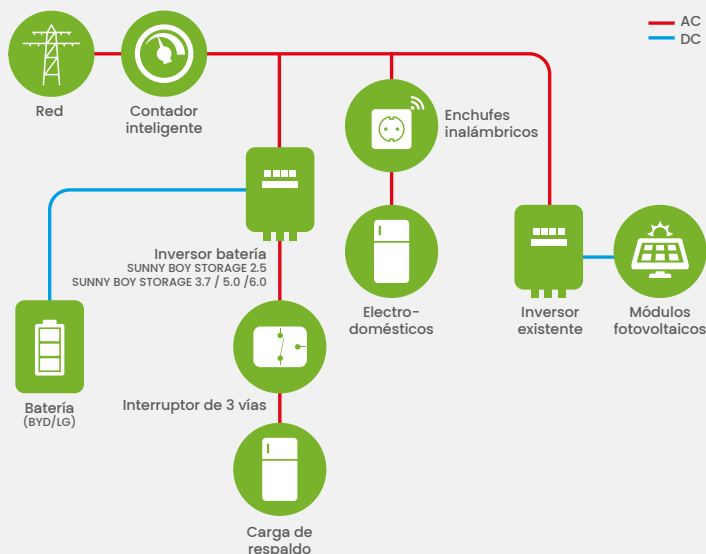 AC
DC
Red
Contador
inteligente
Enchufes
inalámbricos
Inversor batería
SUNNY BOY STORAGE 2.5
SUNNY BOY STORAGE 3.7 / 5.0 /6.0
Electro-
domésticos
Inversor
existente
Módulos
fotovoltaicos
Batería
(BYD/LG)
Interruptor de 3 vías
Carga de
respaldo